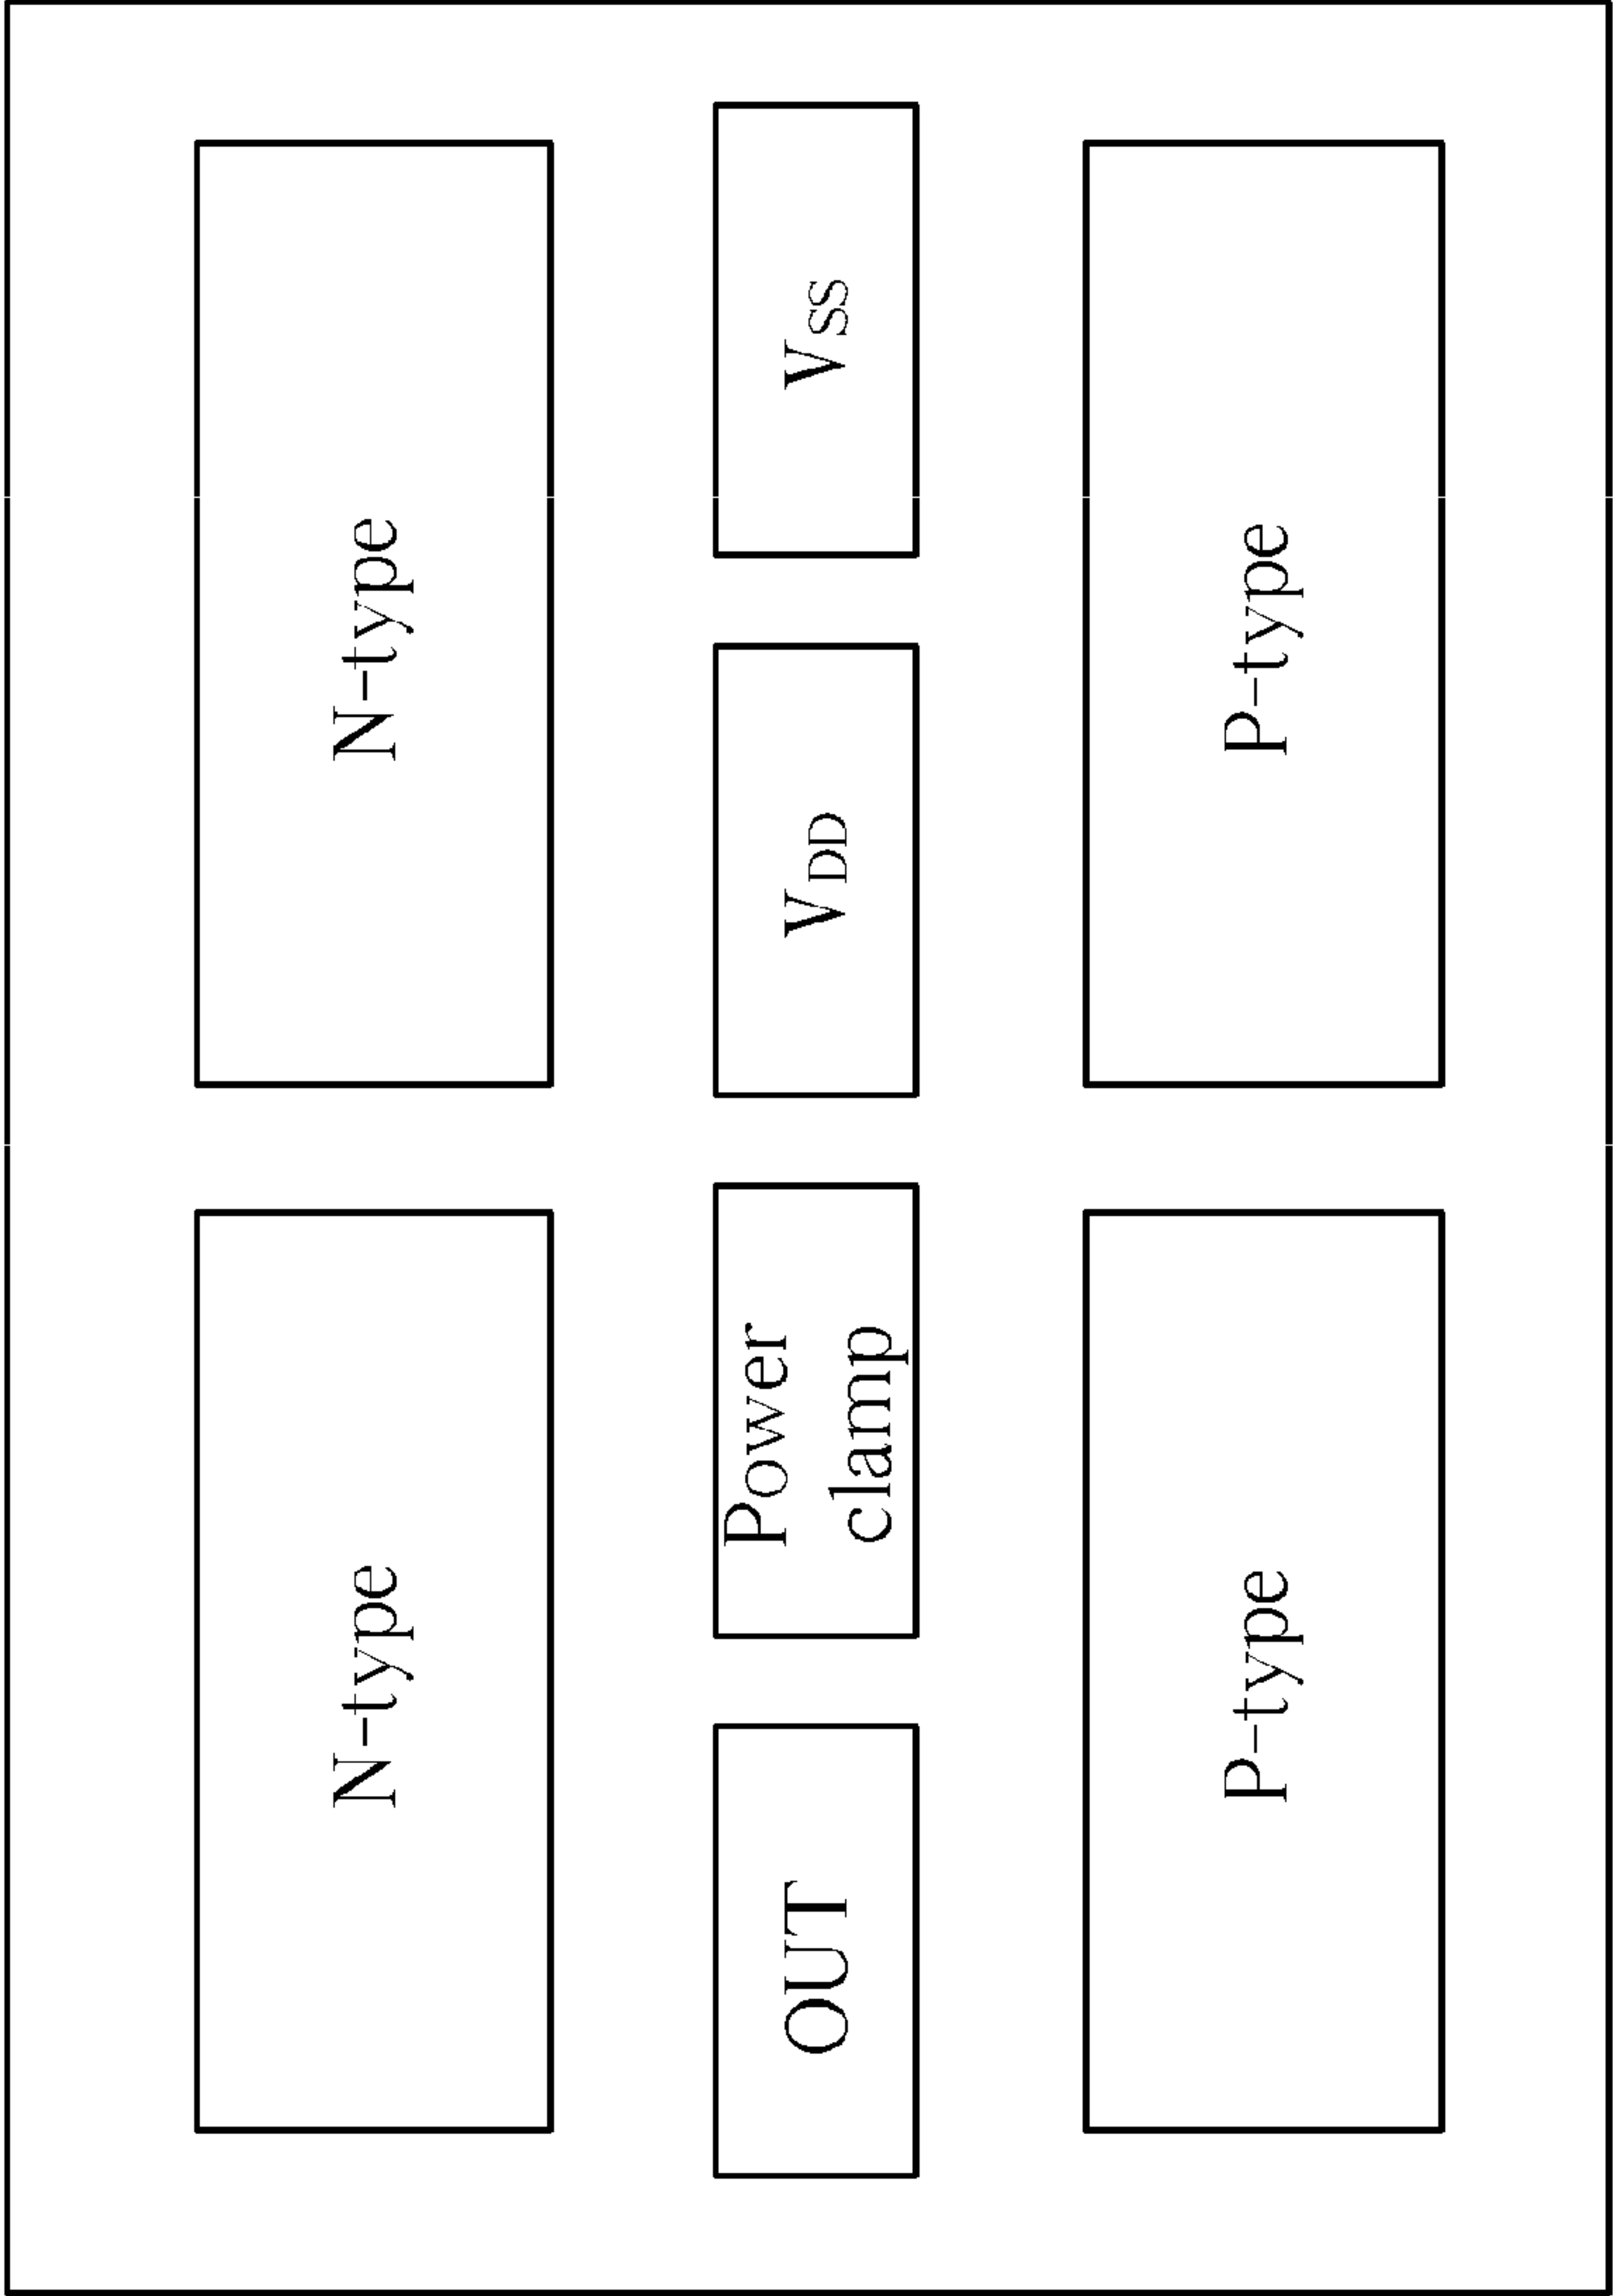 N-type
N-type
OUT
Power
clamp
VDD
VSS
P-type
P-type